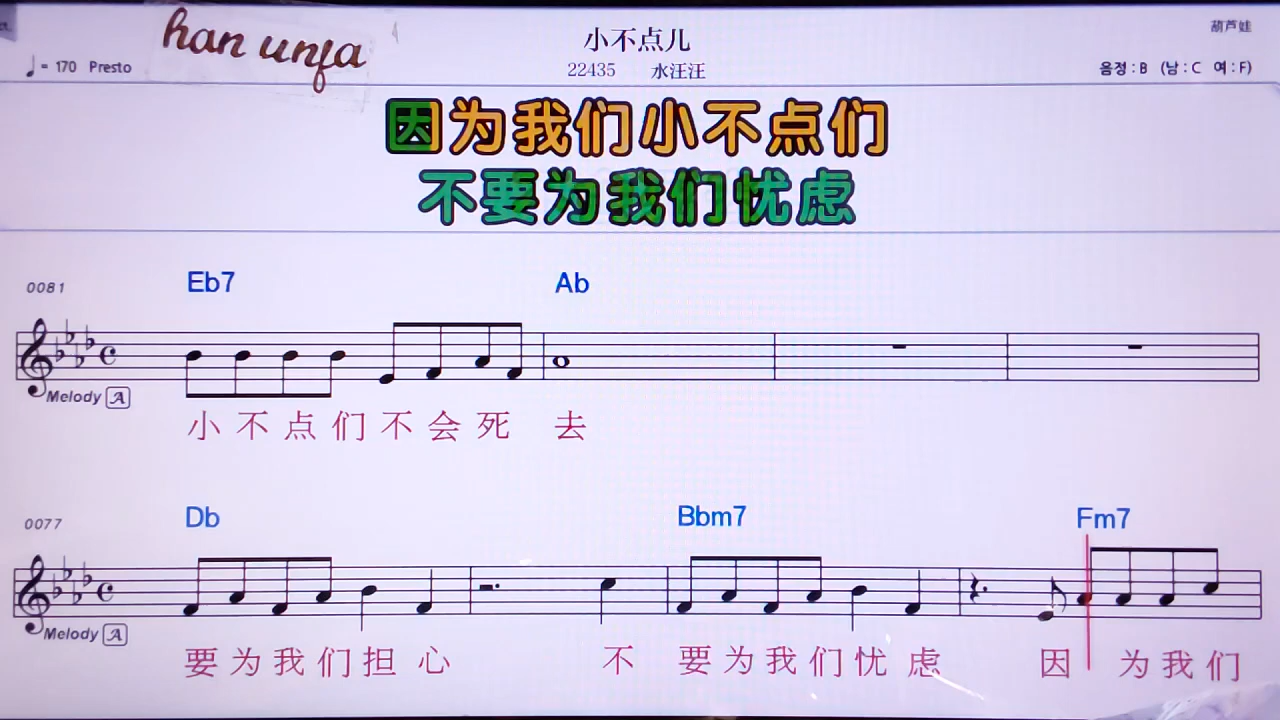 han unfa
小不点儿
葫芦娃
♩= 170 Presto
22435 水汪汪
음정 : B (남 : C 여 : F)
因为我们小不点们
不要为我们忧虑
0081
Eb7 Ab
Melody A
小不点们不会死 去
0077
Db Bbm7 Fm7
Melody A
要为我们担心 不 要为我们忧虑 因 为我们